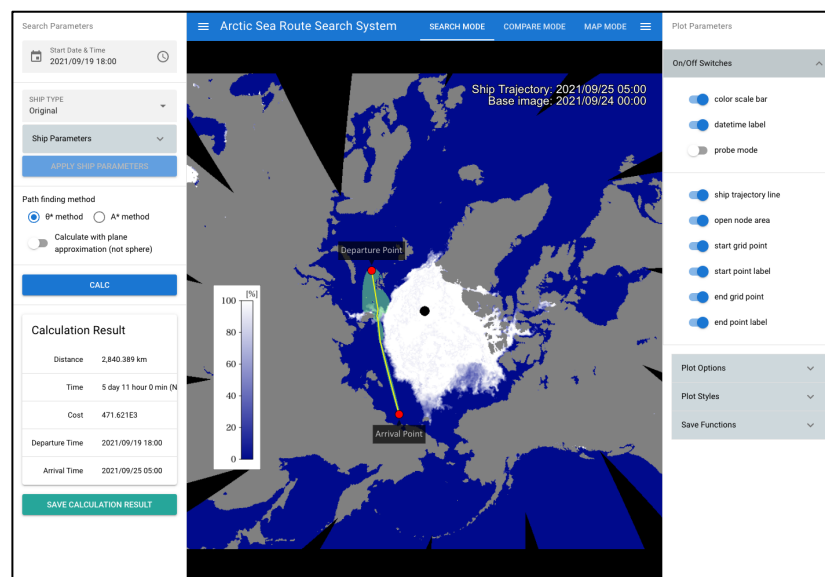 Search Parameters
Start Date & Time
2021/09/19 18:00
SHIP TYPE
Original
Ship Parameters
APPLY SHIP PARAMETERS
Path finding method
θ* method
A* method
Calculate with plane
approximation (not sphere)
CALC
Calculation Result
Distance 2,840.389 km
Time 5 day 11 hour 0 min (N
Cost 471.621E3
Departure Time 2021/09/19 18:00
Arrival Time 2021/09/25 05:00
SAVE CALCULATION RESULT
Arctic Sea Route Search System
SEARCH MODE
COMPARE MODE
MAP MODE
Ship Trajectory: 2021/09/25 05:00
Base image: 2021/09/24 00:00
Departure Point
Arrival Point
[%]
100
80
60
40
20
0
Plot Parameters
On/Off Switches
color scale bar
datetime label
probe mode
ship trajectory line
open node area
start grid point
start point label
end grid point
end point label
Plot Options
Plot Styles
Save Functions